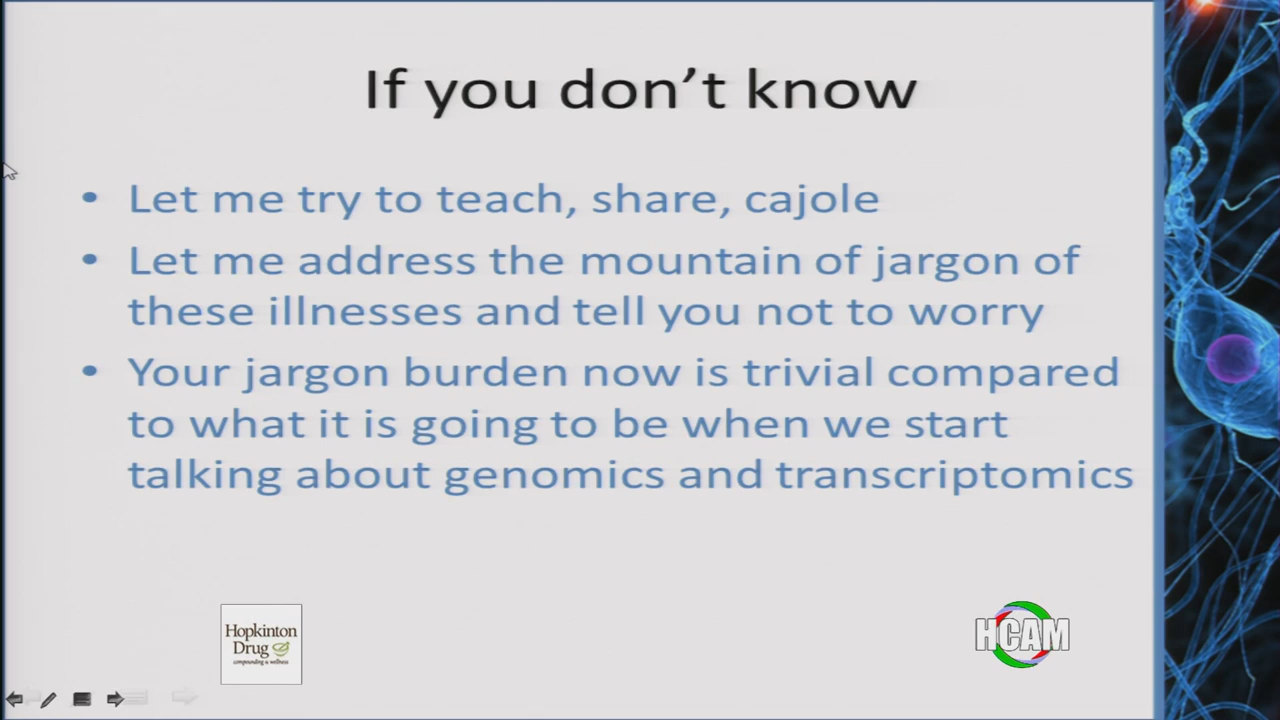 If you don't know
• Let me try to teach, share, cajole
• Let me address the mountain of jargon of
these illnesses and tell you not to worry
• Your jargon burden now is trivial compared
to what it is going to be when we start
talking about genomics and transcriptomics
Hopkinton
Drug
compounding & wellness
HCAM